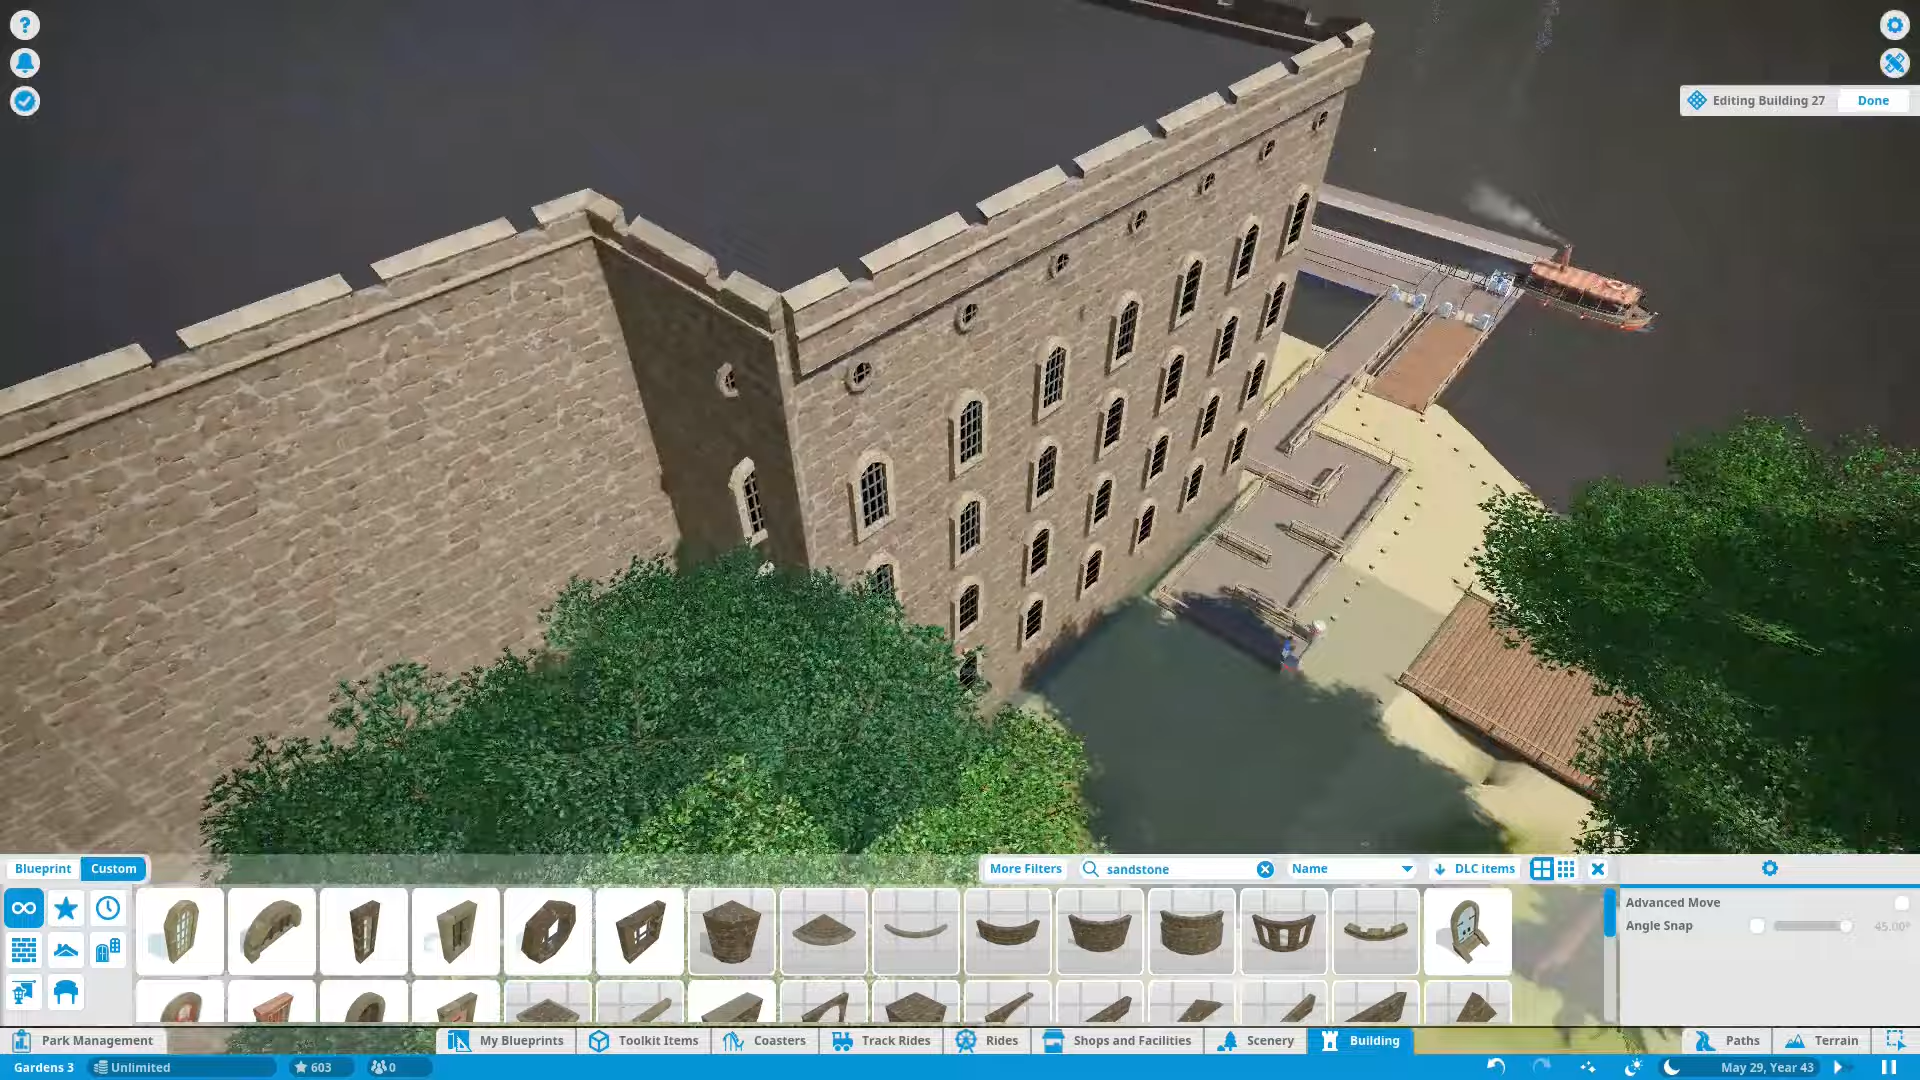 ?
Editing Building 27 Done
Blueprint Custom
More Filters sandstone Name DLC items
Advanced Move
Angle Snap 45.00°
Park Management My Blueprints Toolkit Items Coasters Track Rides Rides Shops and Facilities Scenery Building Paths Terrain
Gardens 3 Unlimited 603 0 May 29, Year 43